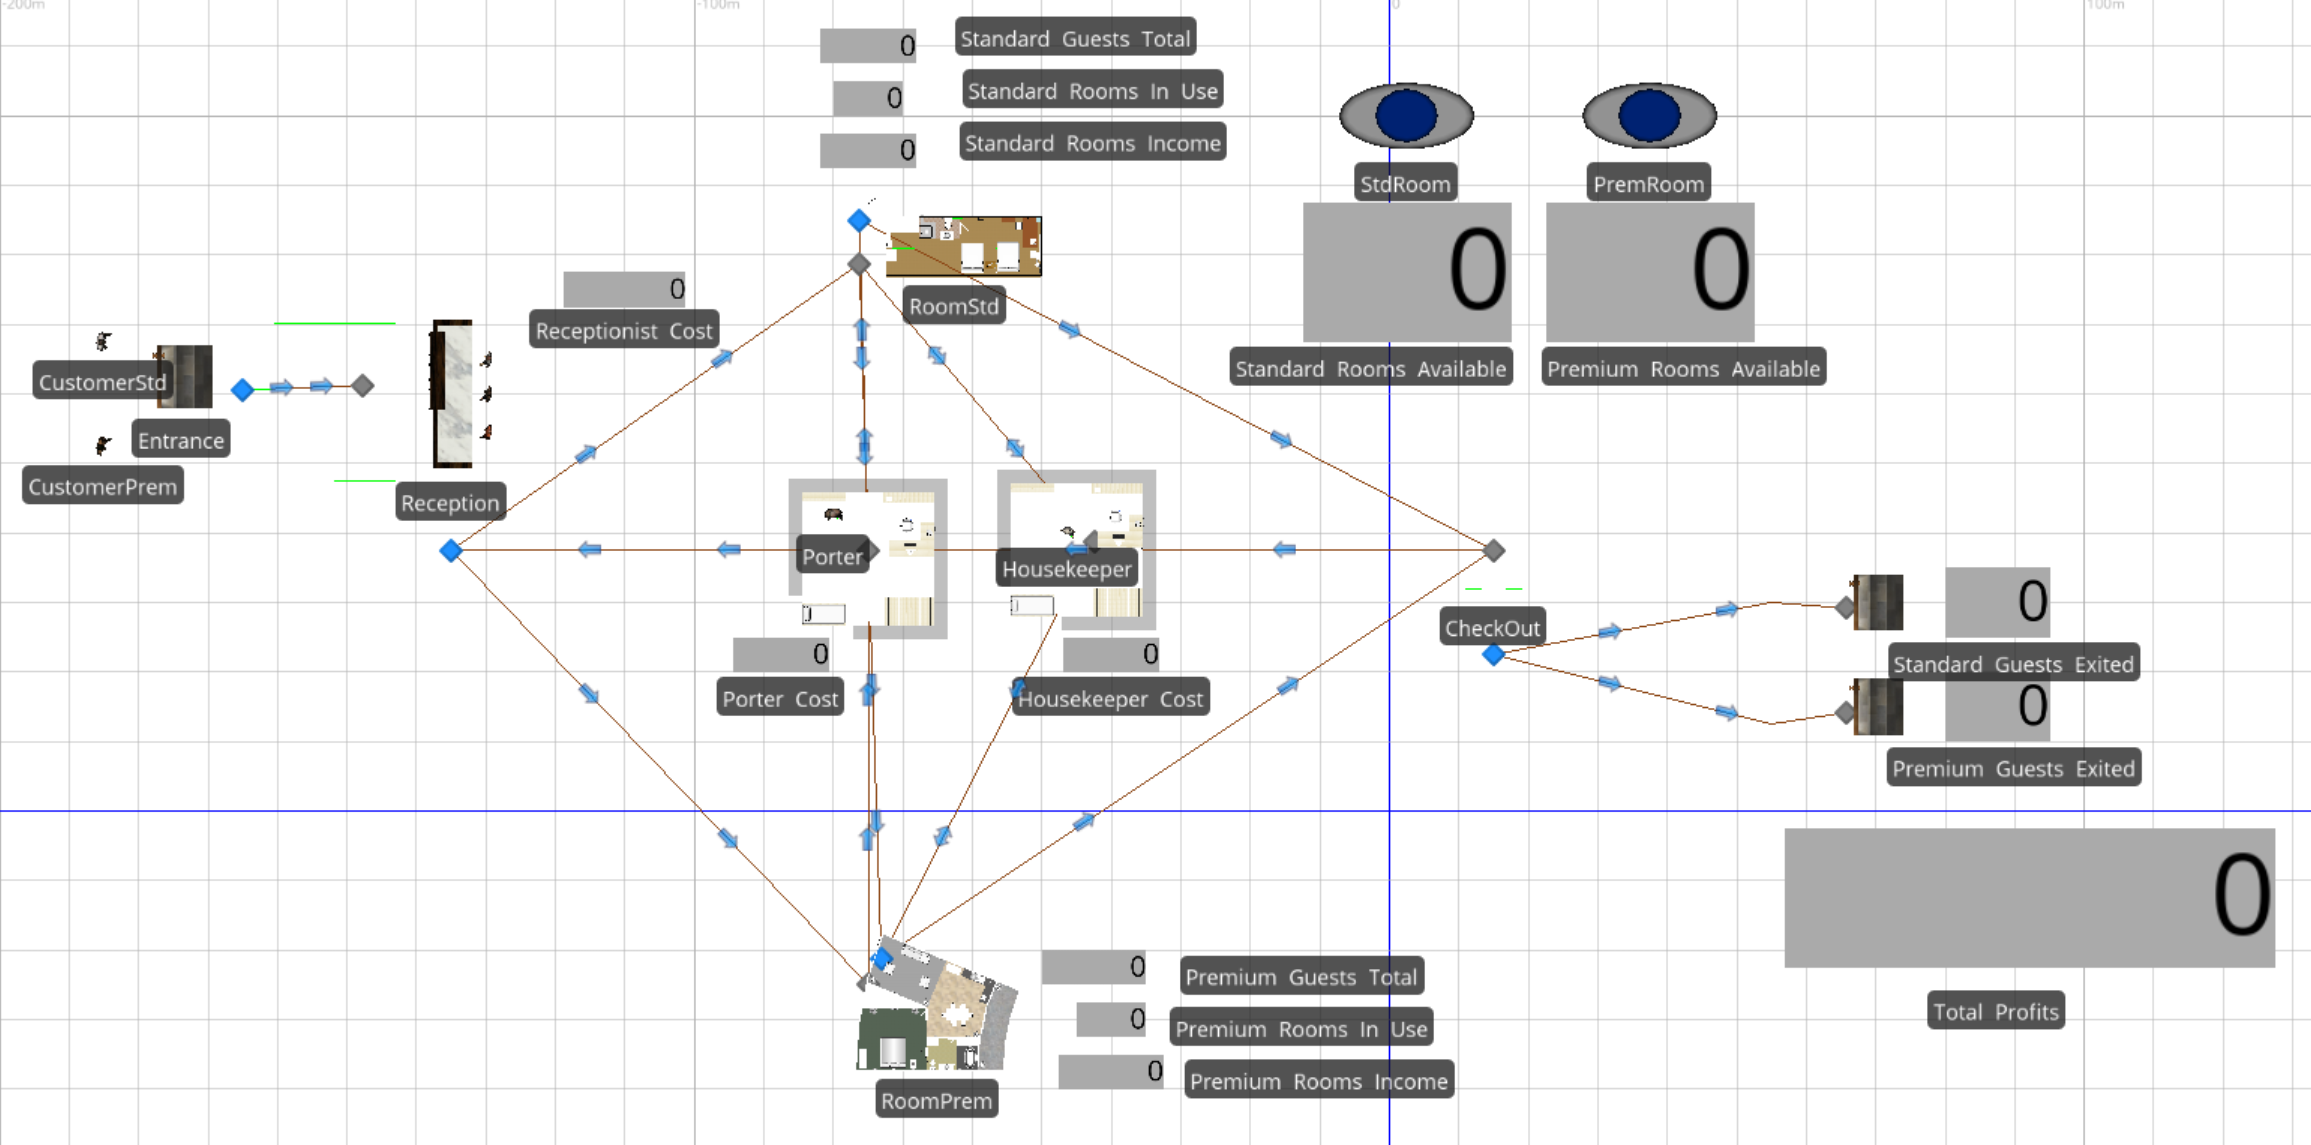 -200m
-100m
0
100m
0
Standard Guests Total
0
Standard Rooms In Use
0
Standard Rooms Income
StdRoom
PremRoom
0
0
Standard Rooms Available
Premium Rooms Available
0
Receptionist Cost
RoomStd
CustomerStd
Entrance
CustomerPrem
Reception
Porter
Housekeeper
0
Porter Cost
0
Housekeeper Cost
CheckOut
0
Standard Guests Exited
0
Premium Guests Exited
0
Total Profits
0
Premium Guests Total
0
Premium Rooms In Use
0
Premium Rooms Income
RoomPrem